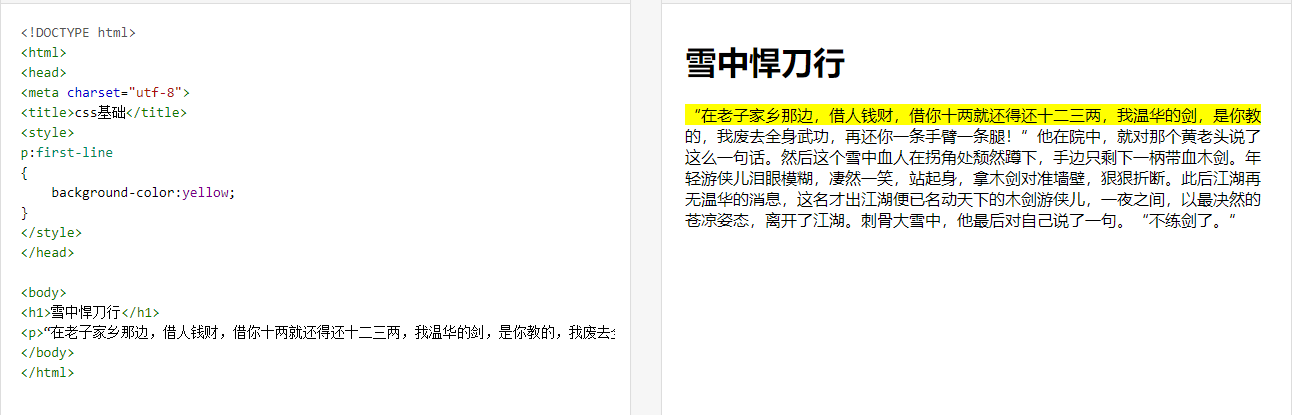 <!DOCTYPE html>
<html>
<head>
<meta charset="utf-8">
<title>css基础</title>
<style>
p:first-line
{
    background-color:yellow;
}
</style>
</head>

<body>
<h1>雪中悍刀行</h1>
<p>“在老子家乡那边，借人钱财，借你十两就还得还十二三两，我温华的剑，是你教的，我废去
</body>
</html>
雪中悍刀行
“在老子家乡那边，借人钱财，借你十两就还得还十二三两，我温华的剑，是你教
的，我废去全身武功，再还你一条手臂一条腿！”他在院中，就对那个黄老头说了
这么一句话。然后这个雪中血人在拐角处颓然蹲下，手边只剩下一柄带血木剑。年
轻游侠儿泪眼模糊，凄然一笑，站起身，拿木剑对准墙壁，狠狠折断。此后江湖再
无温华的消息，这名才出江湖便已名动天下的木剑游侠儿，一夜之间，以最决然的
苍凉姿态，离开了江湖。刺骨大雪中，他最后对自己说了一句。“不练剑了。“